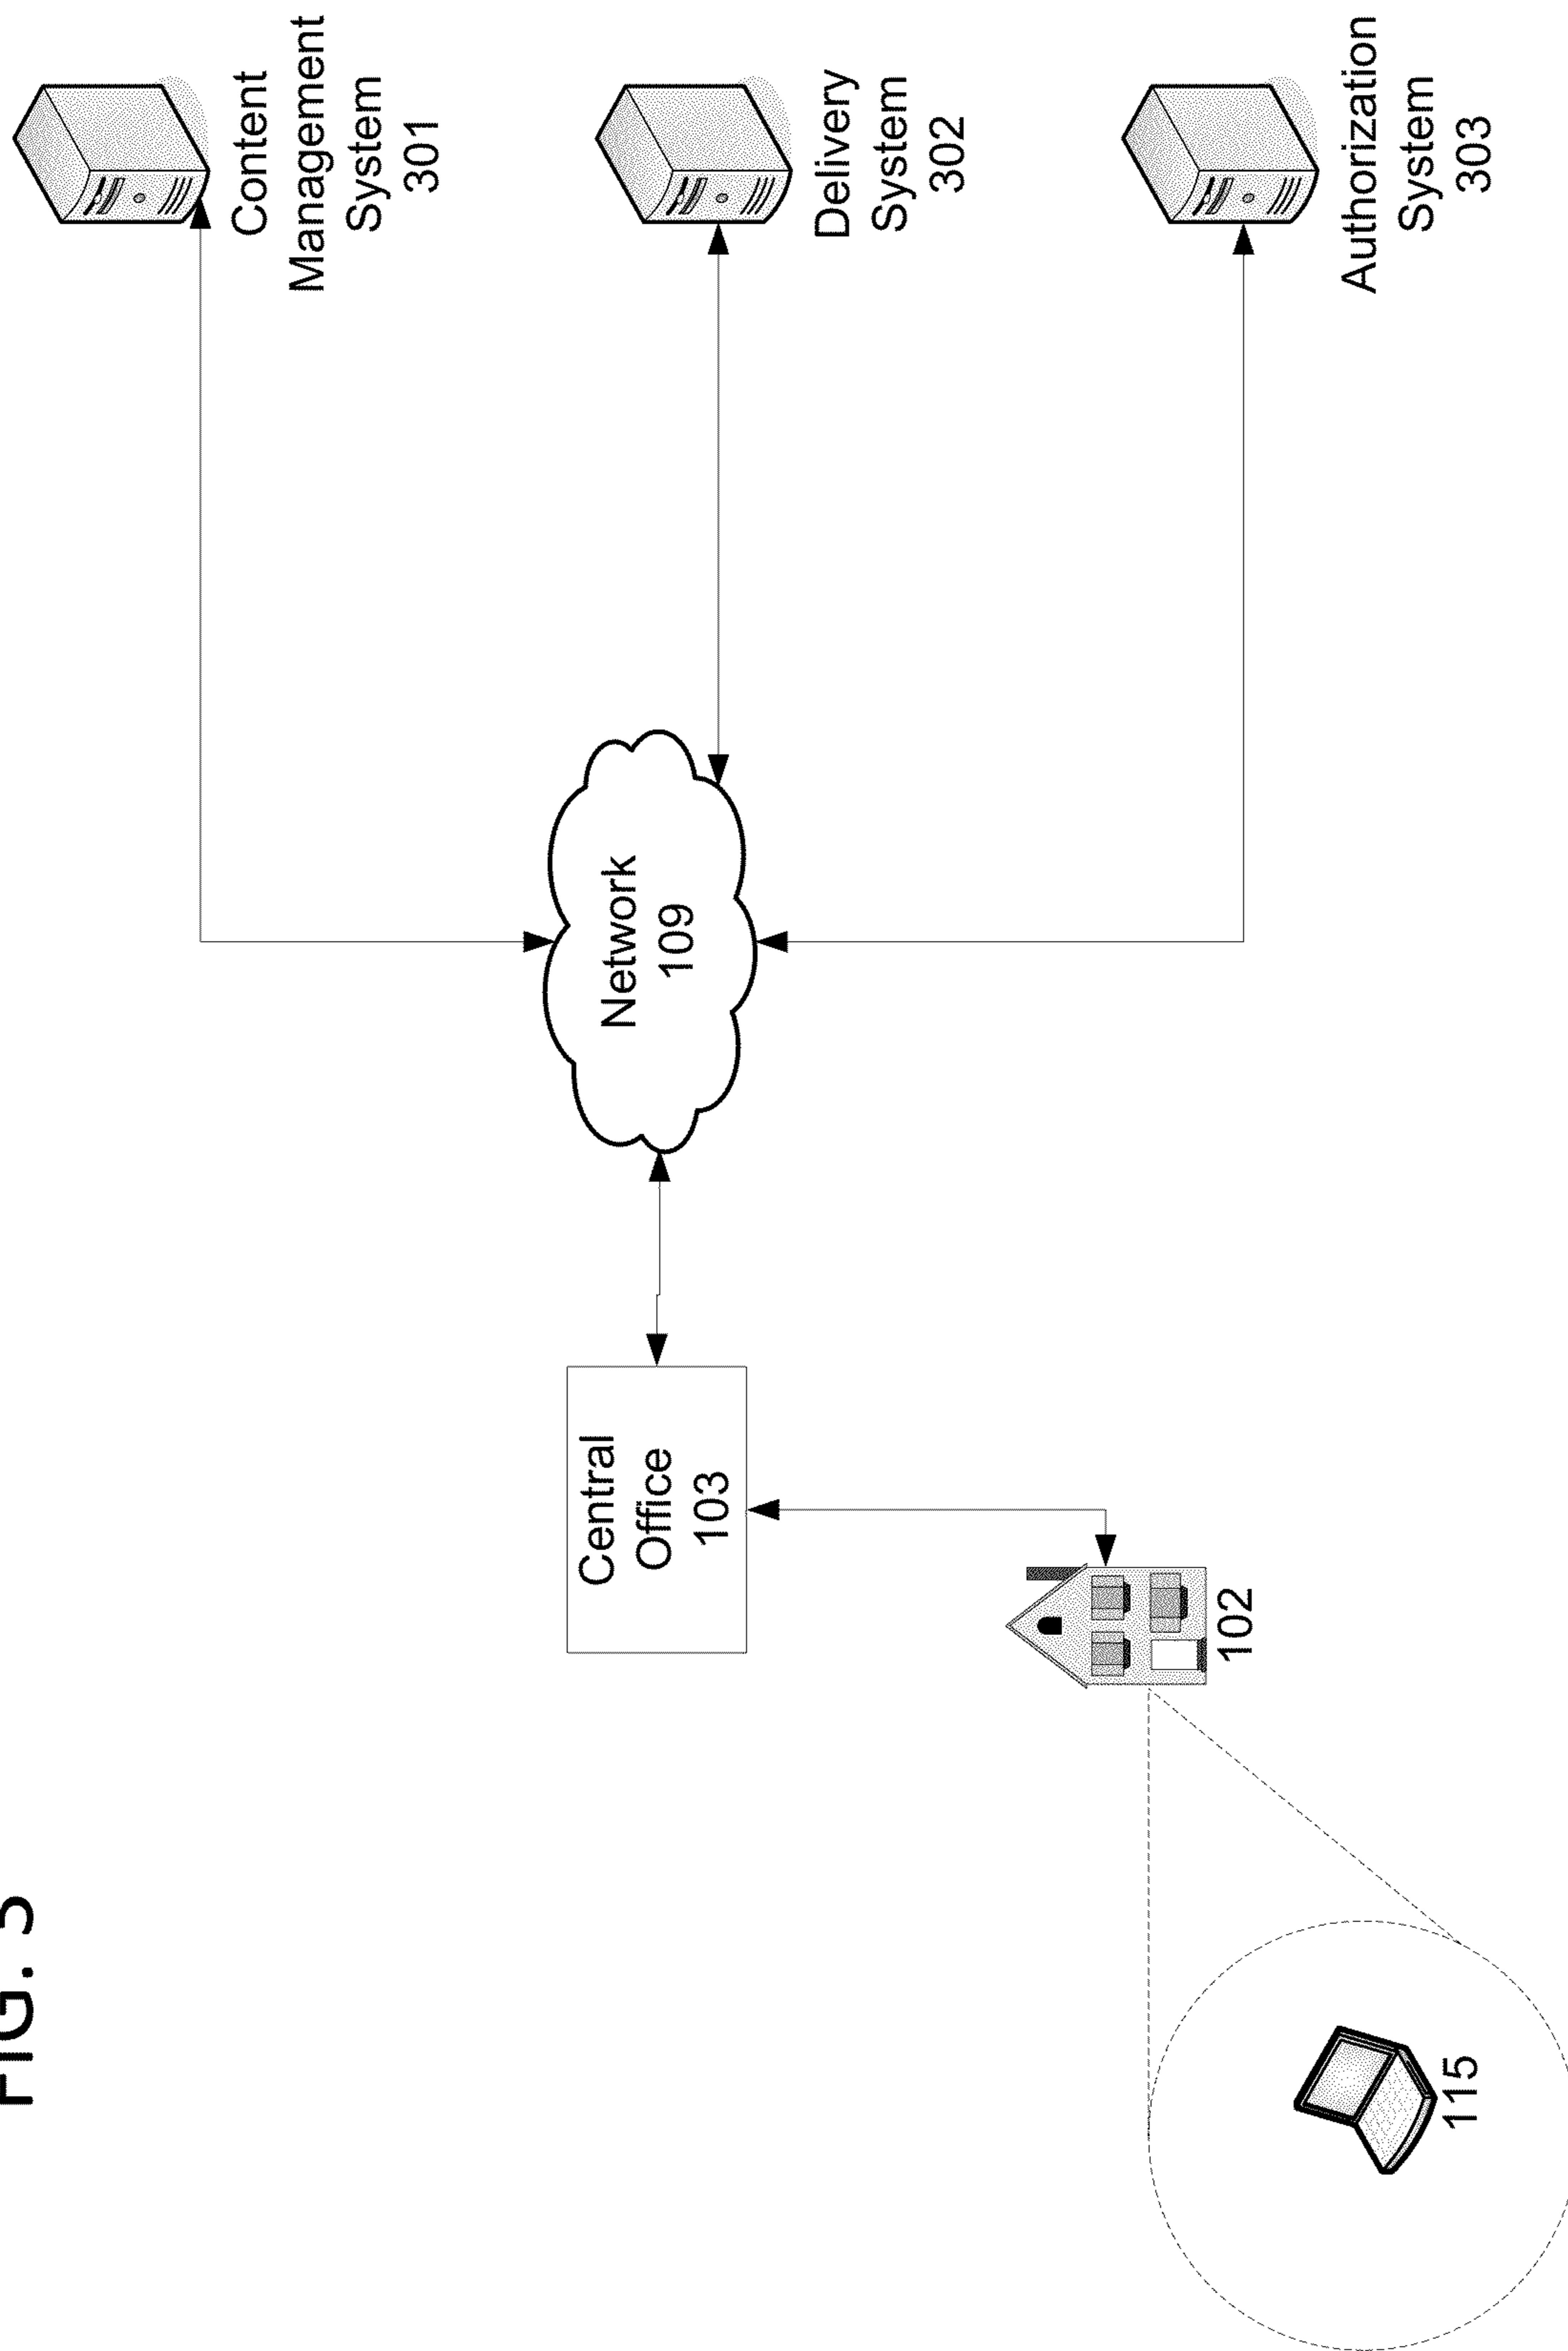 FIG. 3
Content
Management
System
301
Central
Office
103
Network
109
Delivery
System
302
102
Authorization
System
303
115